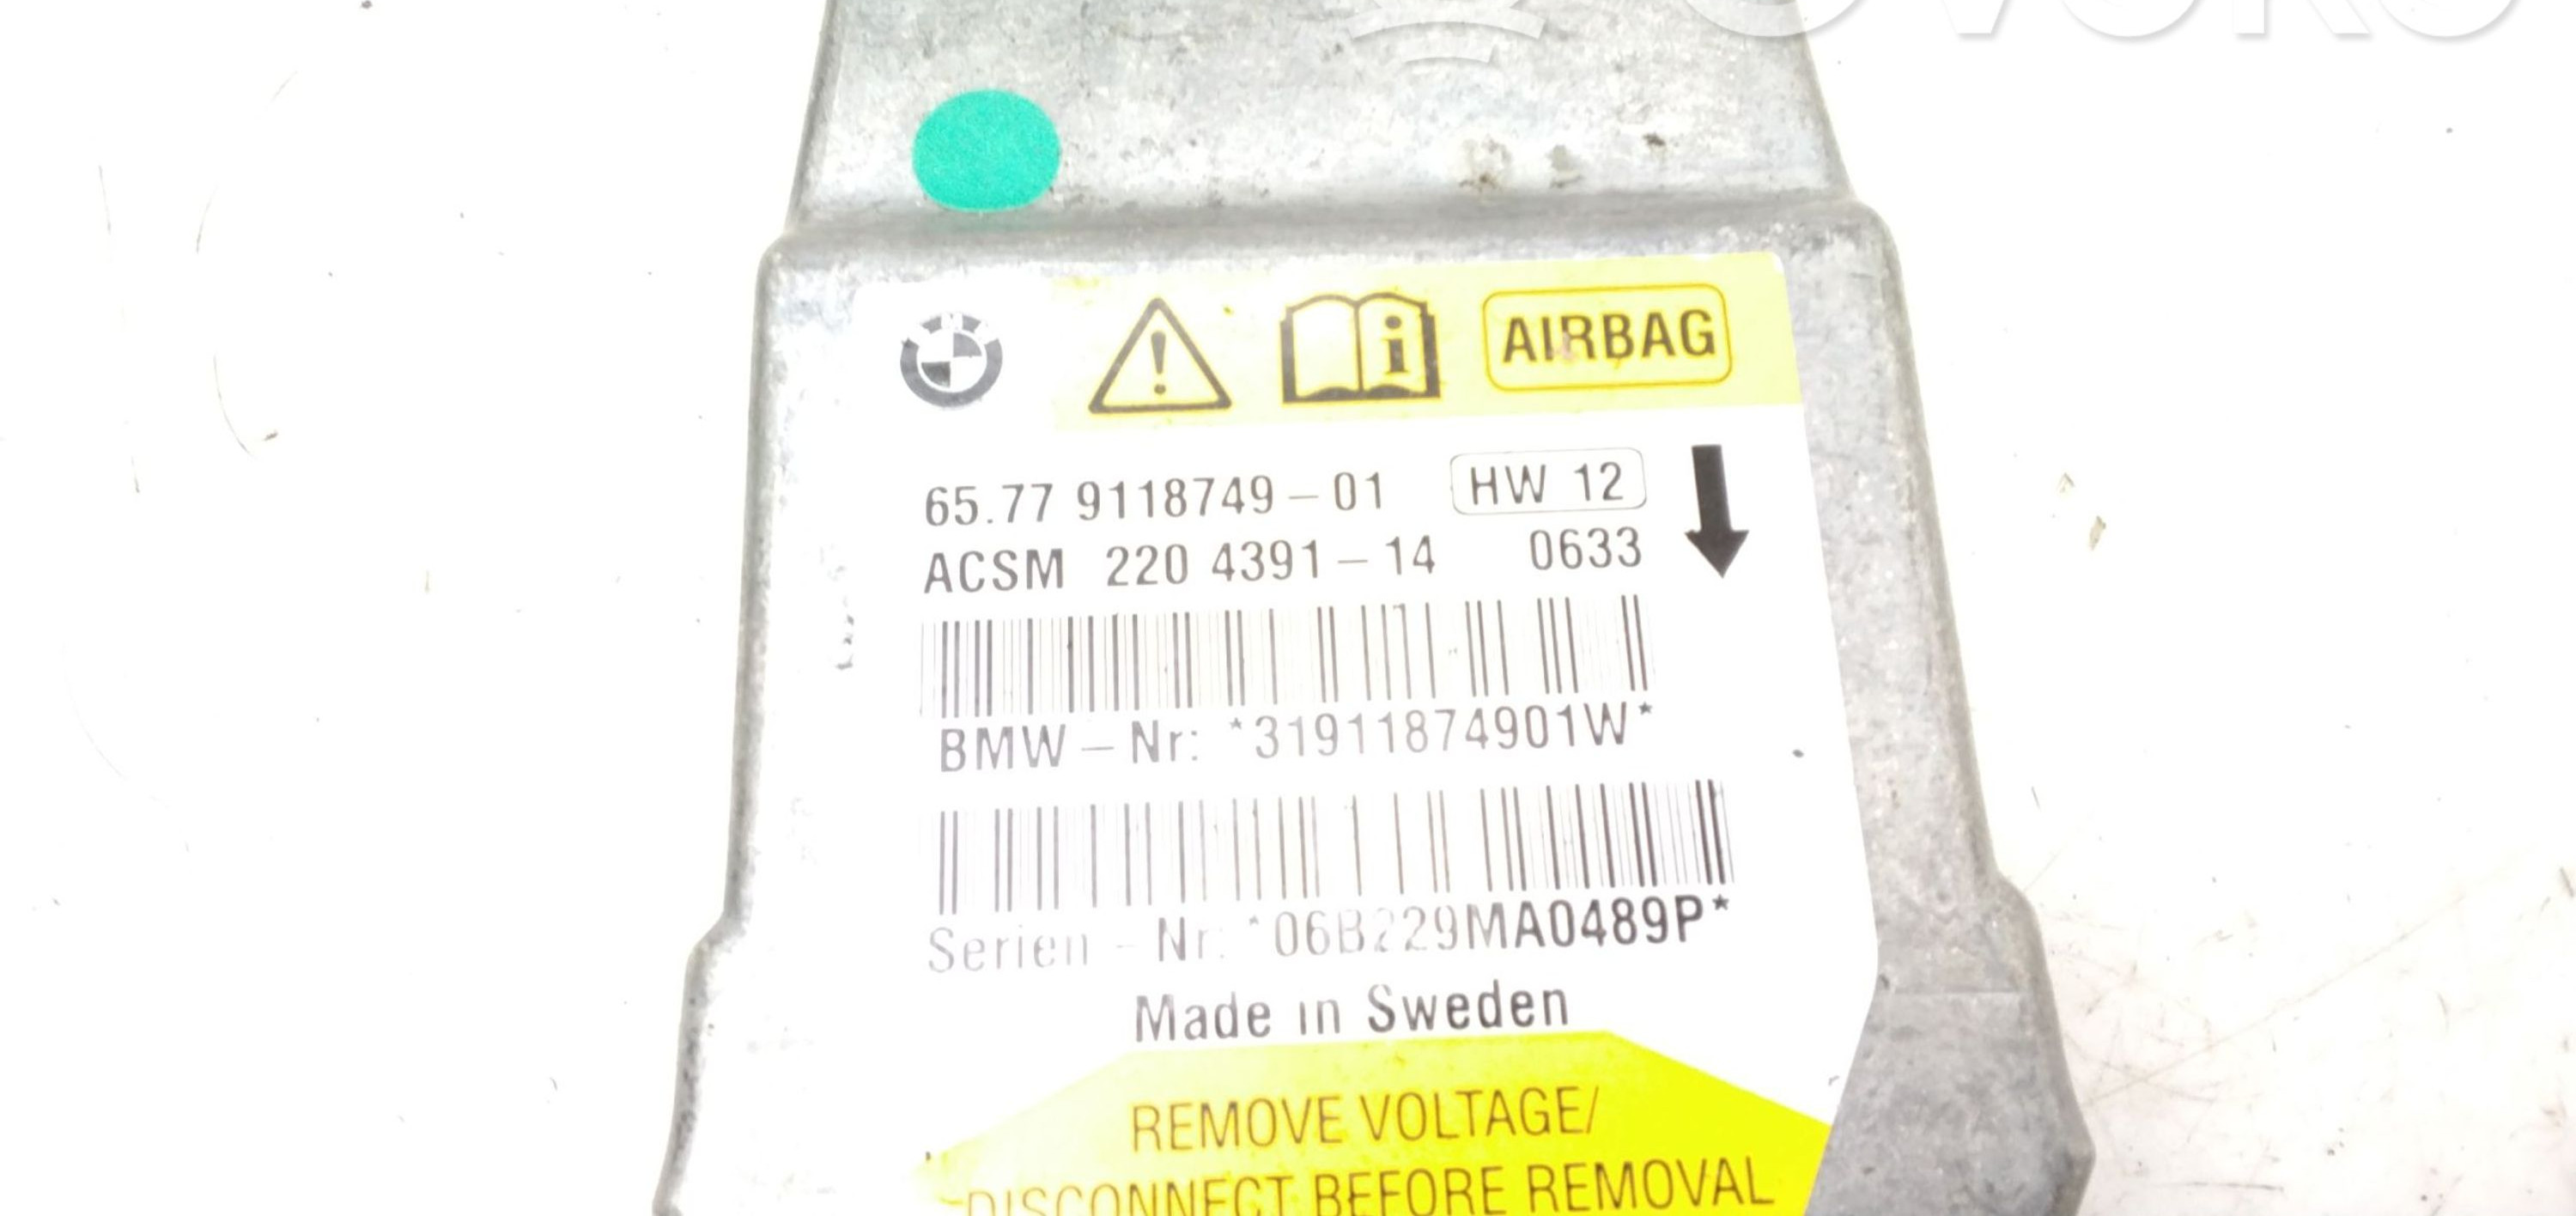 OVOKO
AIRBAG
65.77 9118749-01 HW 12
ACSM 220 4391-14 0633
BMW-Nr: *31911874901W*
Serien-Nr: *06B229MA0489P*
Made in Sweden
REMOVE VOLTAGE/
DISCONNECT BEFORE REMOVAL